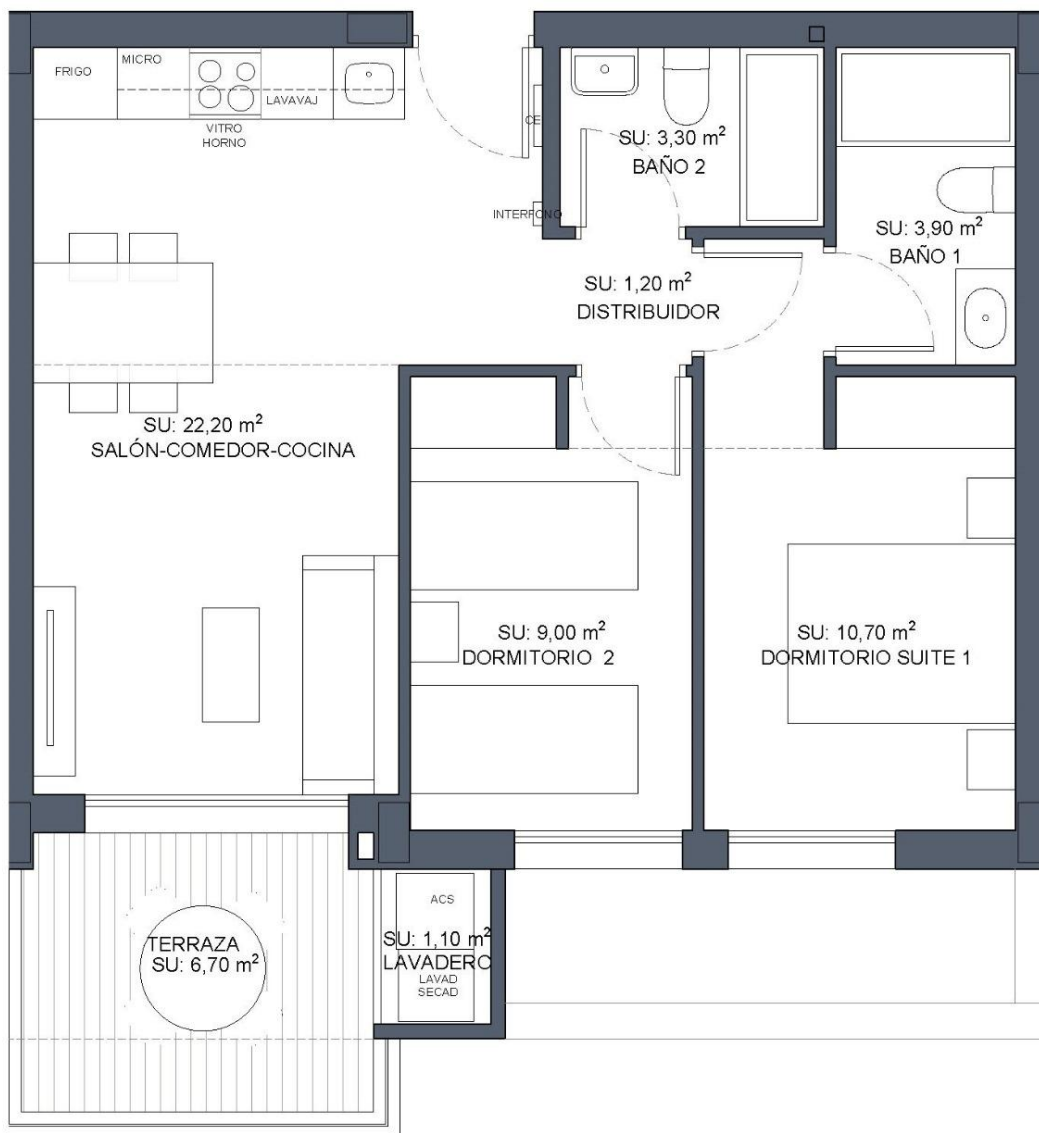 FRIGO
MICRO
LAVAVAJ
VITRO
HORNO
CE
INTERFONO
SU: 3,30 m²
BAÑO 2
SU: 3,90 m²
BAÑO 1
SU: 1,20 m²
DISTRIBUIDOR
SU: 22,20 m²
SALÓN-COMEDOR-COCINA
SU: 9,00 m²
DORMITORIO 2
SU: 10,70 m²
DORMITORIO SUITE 1
TERRAZA
SU: 6,70 m²
ACS
SU: 1,10 m²
LAVADERO
LAVAD
SECAD